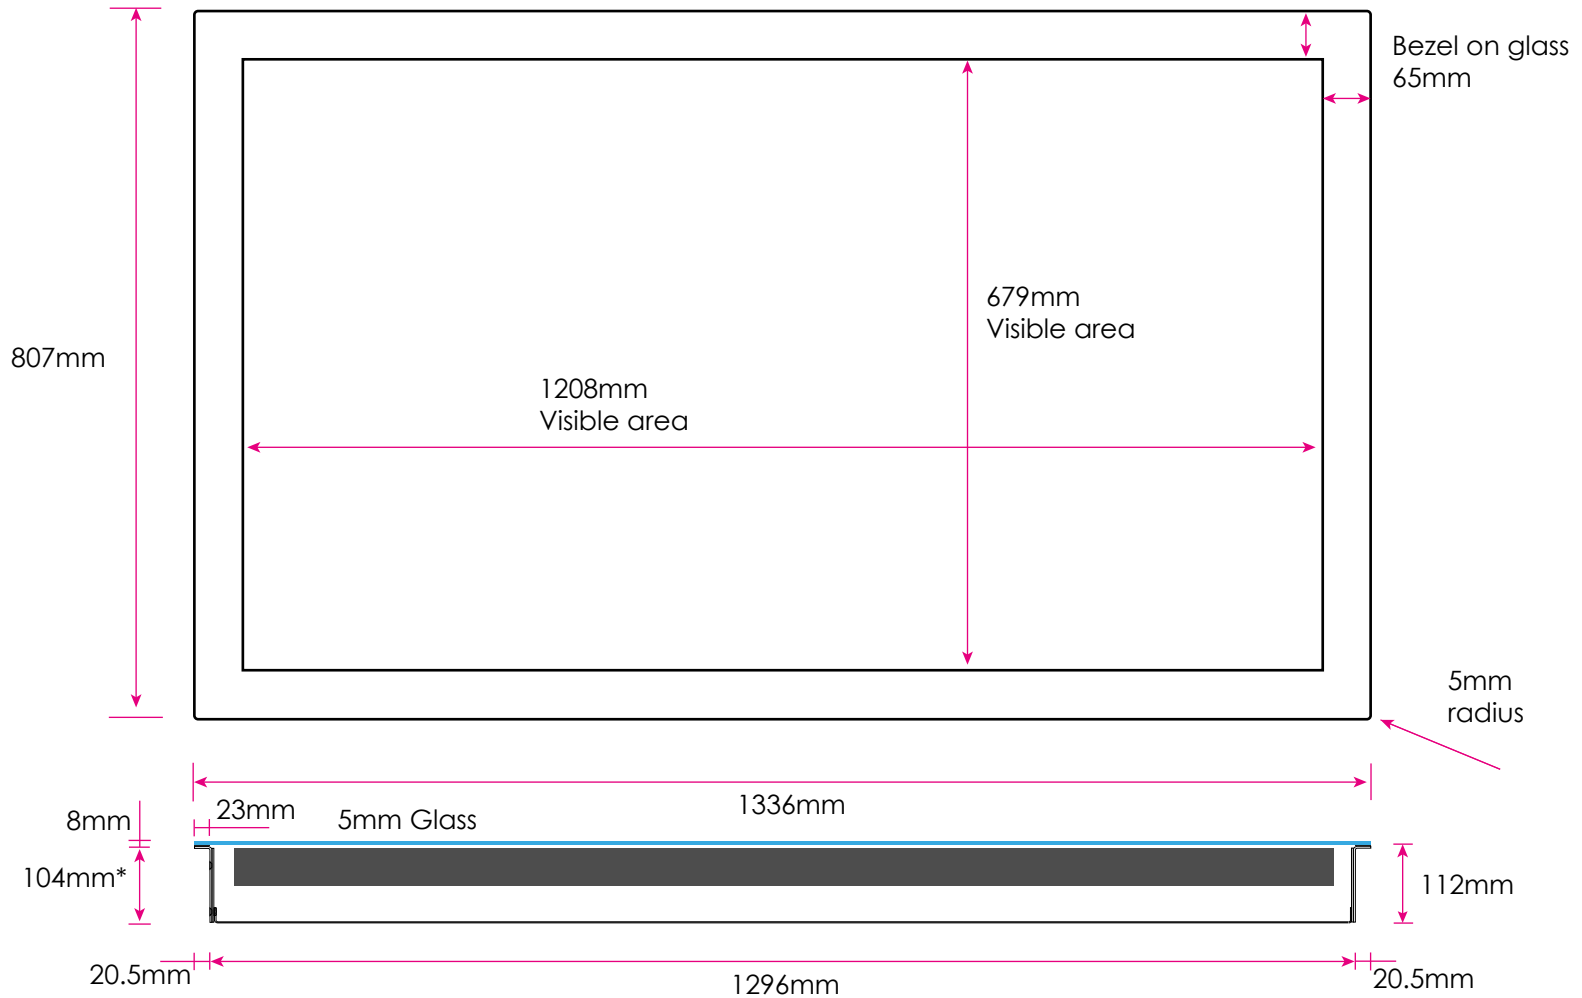 Bezel on glass
65mm
679mm
Visible area
807mm
1208mm
Visible area
5mm
radius
1336mm
23mm
5mm Glass
8mm
104mm*
112mm
20.5mm
1296mm
20.5mm